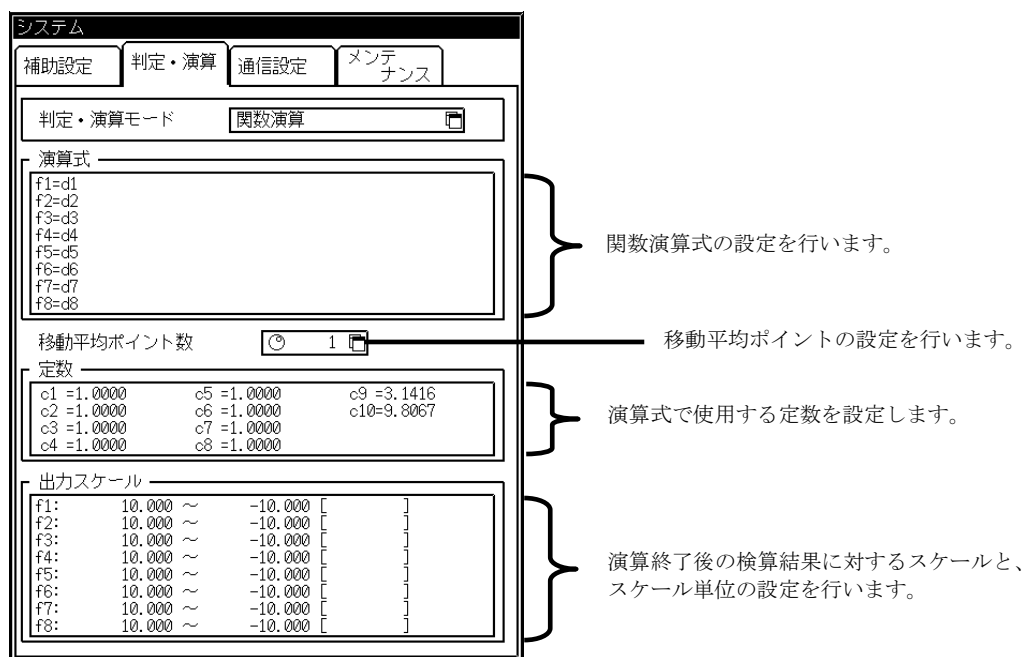 システム
補助設定 判定・演算 通信設定 メンテナンス
判定・演算モード 関数演算
演算式
f1=d1
f2=d2
f3=d3
f4=d4
f5=d5
f6=d6
f7=d7
f8=d8
関数演算式の設定を行います。
移動平均ポイント数 1
移動平均ポイントの設定を行います。
定数
c1 =1.0000 c5 =1.0000 c9 =3.1416
c2 =1.0000 c6 =1.0000 c10=9.8067
c3 =1.0000 c7 =1.0000
c4 =1.0000 c8 =1.0000
演算式で使用する定数を設定します。
出力スケール
f1: 10.000 ～ -10.000 [ ]
f2: 10.000 ～ -10.000 [ ]
f3: 10.000 ～ -10.000 [ ]
f4: 10.000 ～ -10.000 [ ]
f5: 10.000 ～ -10.000 [ ]
f6: 10.000 ～ -10.000 [ ]
f7: 10.000 ～ -10.000 [ ]
f8: 10.000 ～ -10.000 [ ]
演算終了後の検算結果に対するスケールと、
スケール単位の設定を行います。